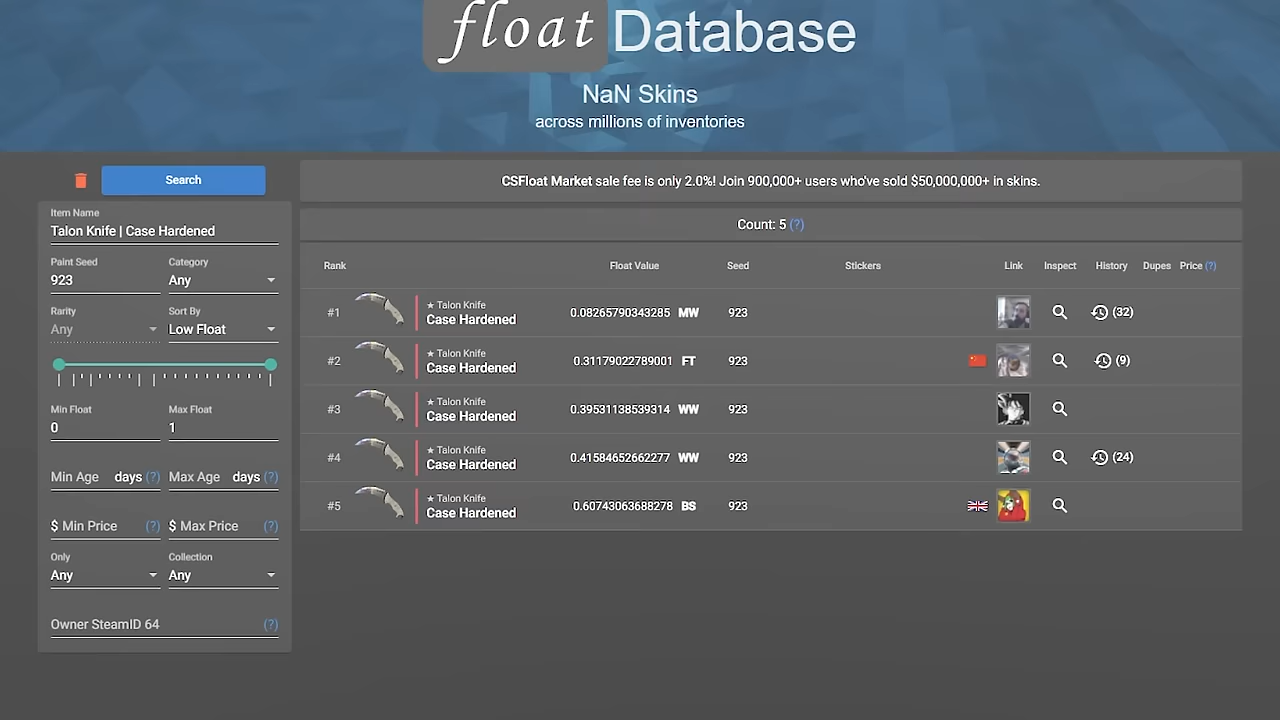 float Database
NaN Skins
across millions of inventories
Search
CSFloat Market sale fee is only 2.0%! Join 900,000+ users who've sold $50,000,000+ in skins.
Item Name
Talon Knife | Case Hardened
Count: 5 (?)
Paint Seed Category
923 Any
Rank Float Value Seed Stickers Link Inspect History Dupes Price (?)
Rarity Sort By
Any Low Float
#1 ★ Talon Knife
Case Hardened 0.08265790343285 MW 923 (32)
#2 ★ Talon Knife
Case Hardened 0.31179022789001 FT 923 (9)
#3 ★ Talon Knife
Case Hardened 0.39531138539314 WW 923
#4 ★ Talon Knife
Case Hardened 0.41584652662277 WW 923 (24)
#5 ★ Talon Knife
Case Hardened 0.60743063688278 BS 923
Min Float Max Float
0 1
Min Age days (?) Max Age days (?)
$ Min Price (?) $ Max Price (?)
Only Collection
Any Any
Owner SteamID 64 (?)